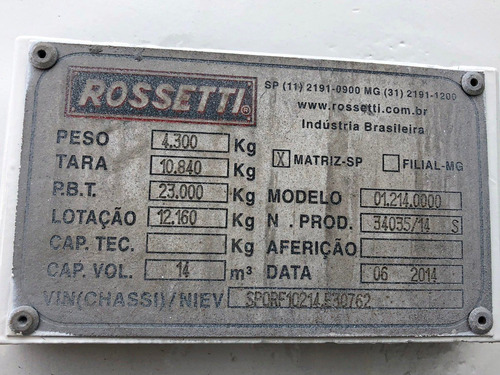 ROSSETTI®
SP (11) 2191-0900 MG (31) 2191-1200
www.rossetti.com.br
Indústria Brasileira
X MATRIZ-SP FILIAL-MG
PESO 4.300 Kg
TARA 10.840 Kg
P.B.T. 23.000 Kg MODELO 01.214.0000
LOTAÇÃO 12.160 Kg N . PROD. 34035/14 S
CAP. TEC. Kg AFERIÇÃO
CAP. VOL. 14 m³ DATA 06 2014
VIN(CHASSI)/NIEV